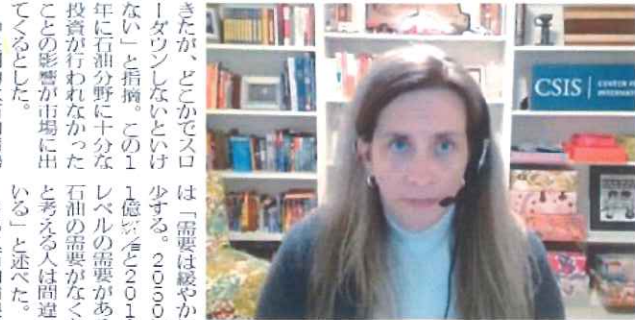 きたが、どこかでスロ
ーダウンしないといけ
ない」と指摘。この1
年に石油分野に十分な
投資が行われなかった
ことの影響が市場に出
てくるとした。
は「需要は緩やか
少する。2050
1億 と201
レベルの需要があ
石油の需要がなく
と考える人は間違
いる」と述べた。
CSIS